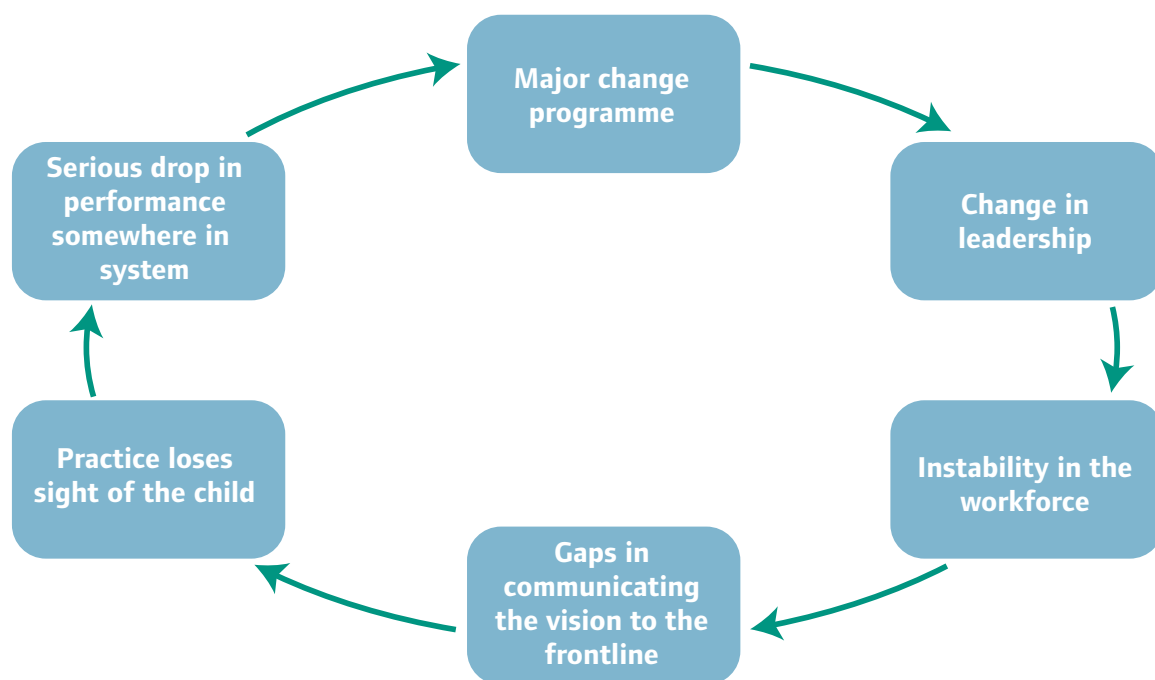 Major change
programme
Change in
leadership
Instability in the
workforce
Gaps in
communicating
the vision to the
frontline
Practice loses
sight of the child
Serious drop in
performance
somewhere in
system